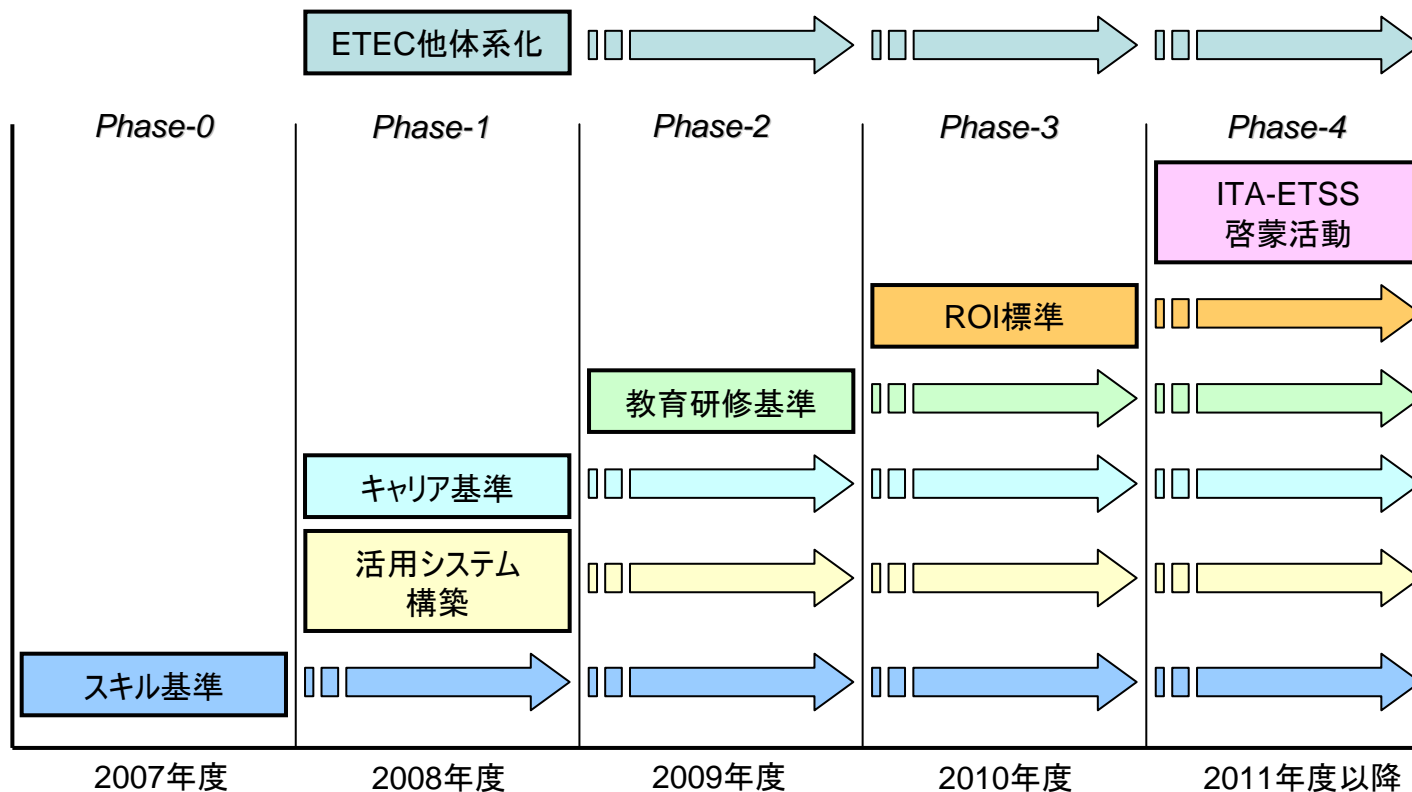 ETEC他体系化
Phase-0
Phase-1
Phase-2
Phase-3
Phase-4
ITA-ETSS
啓蒙活動
ROI標準
教育研修基準
キャリア基準
活用システム
構築
スキル基準
2007年度
2008年度
2009年度
2010年度
2011年度以降